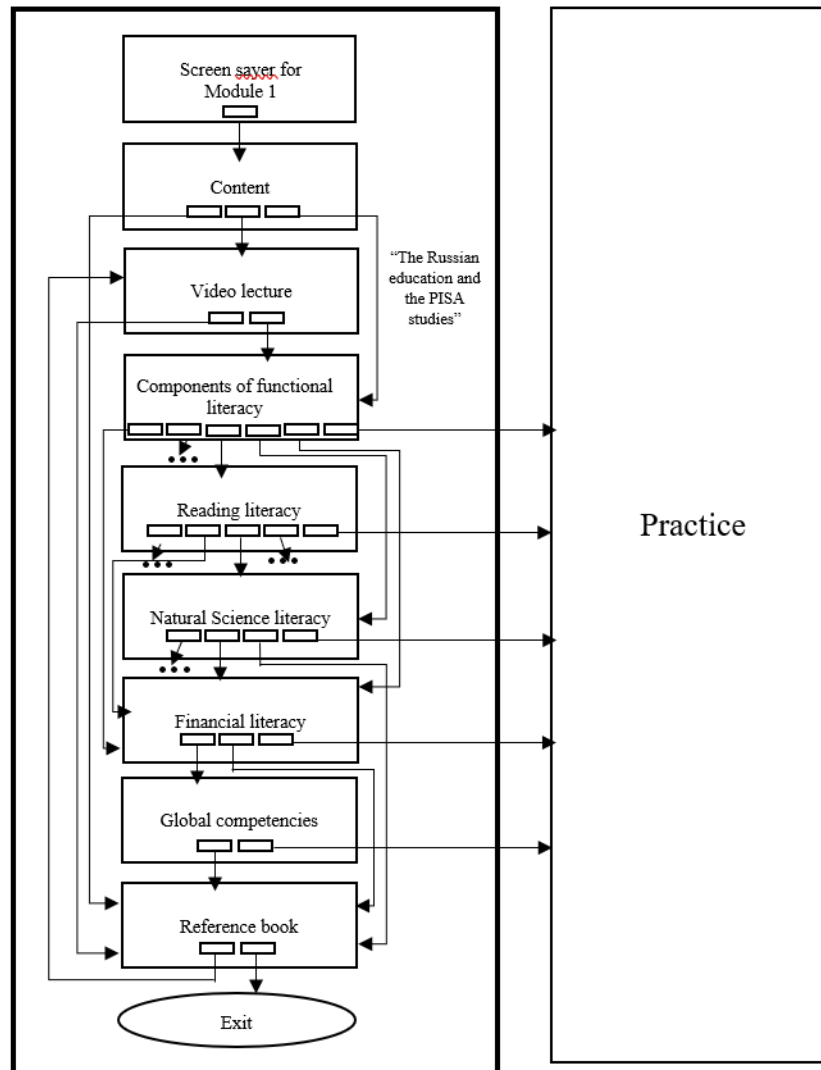 Screen sayer for
Module 1
Content
“The Russian
education and
the PISA
studies”
Video lecture
Components of functional
literacy
Reading literacy
Practice
Natural Science literacy
Financial literacy
Global competencies
Reference book
Exit